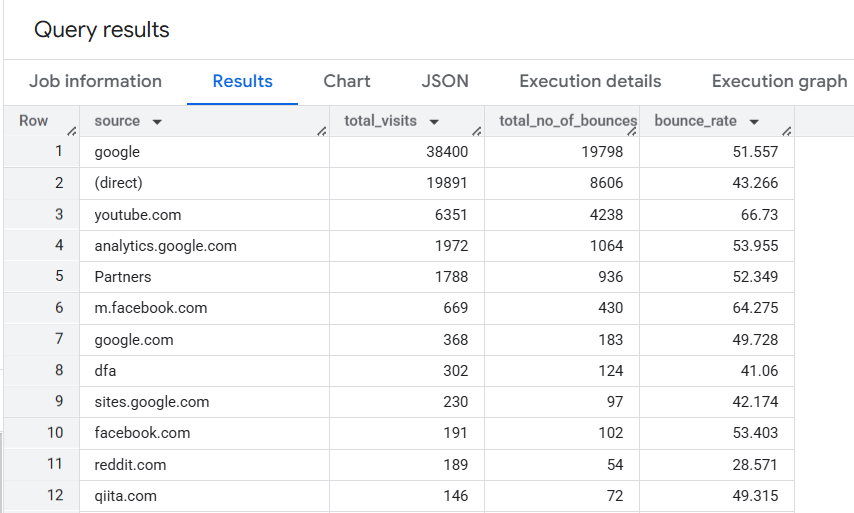 Query results
Job information Results Chart JSON Execution details Execution graph
Row source total_visits total_no_of_bounces bounce_rate
1 google 38400 19798 51.557
2 (direct) 19891 8606 43.266
3 youtube.com 6351 4238 66.73
4 analytics.google.com 1972 1064 53.955
5 Partners 1788 936 52.349
6 m.facebook.com 669 430 64.275
7 google.com 368 183 49.728
8 dfa 302 124 41.06
9 sites.google.com 230 97 42.174
10 facebook.com 191 102 53.403
11 reddit.com 189 54 28.571
12 qiita.com 146 72 49.315